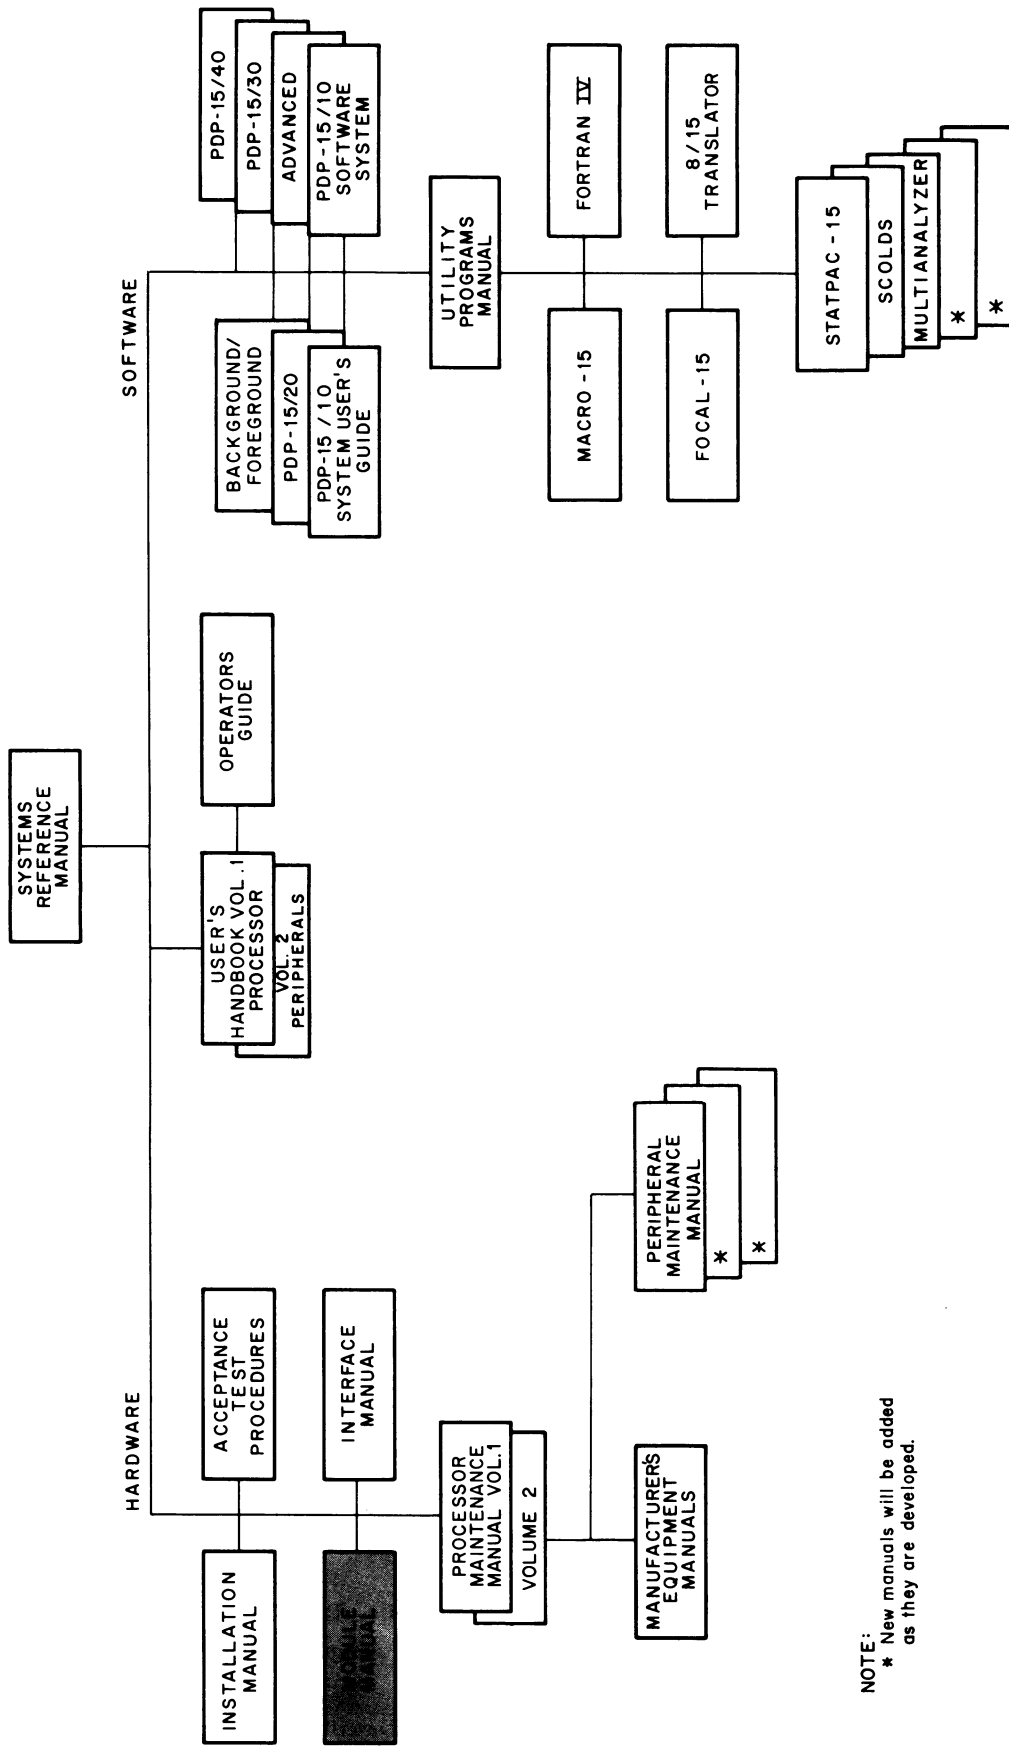 SYSTEMS
REFERENCE
MANUAL
HARDWARE
SOFTWARE
INSTALLATION
MANUAL
ACCEPTANCE
TEST
PROCEDURES
MODULE
MANUAL
INTERFACE
MANUAL
PROCESSOR
MAINTENANCE
MANUAL VOL.1
VOLUME 2
MANUFACTURER'S
EQUIPMENT
MANUALS
PERIPHERAL
MAINTENANCE
MANUAL
*
*
USER'S
HANDBOOK VOL.1
PROCESSOR
VOL. 2
PERIPHERALS
OPERATORS
GUIDE
BACKGROUND/
FOREGROUND
PDP-15/20
PDP-15/10
SYSTEM USER'S
GUIDE
PDP-15/40
PDP-15/30
ADVANCED
PDP-15/10
SOFTWARE
SYSTEM
UTILITY
PROGRAMS
MANUAL
MACRO-15
FORTRAN IV
FOCAL-15
8/15
TRANSLATOR
STATPAC-15
SCOLDS
MULTIANALYZER
*
*
NOTE:
* New manuals will be added
as they are developed.